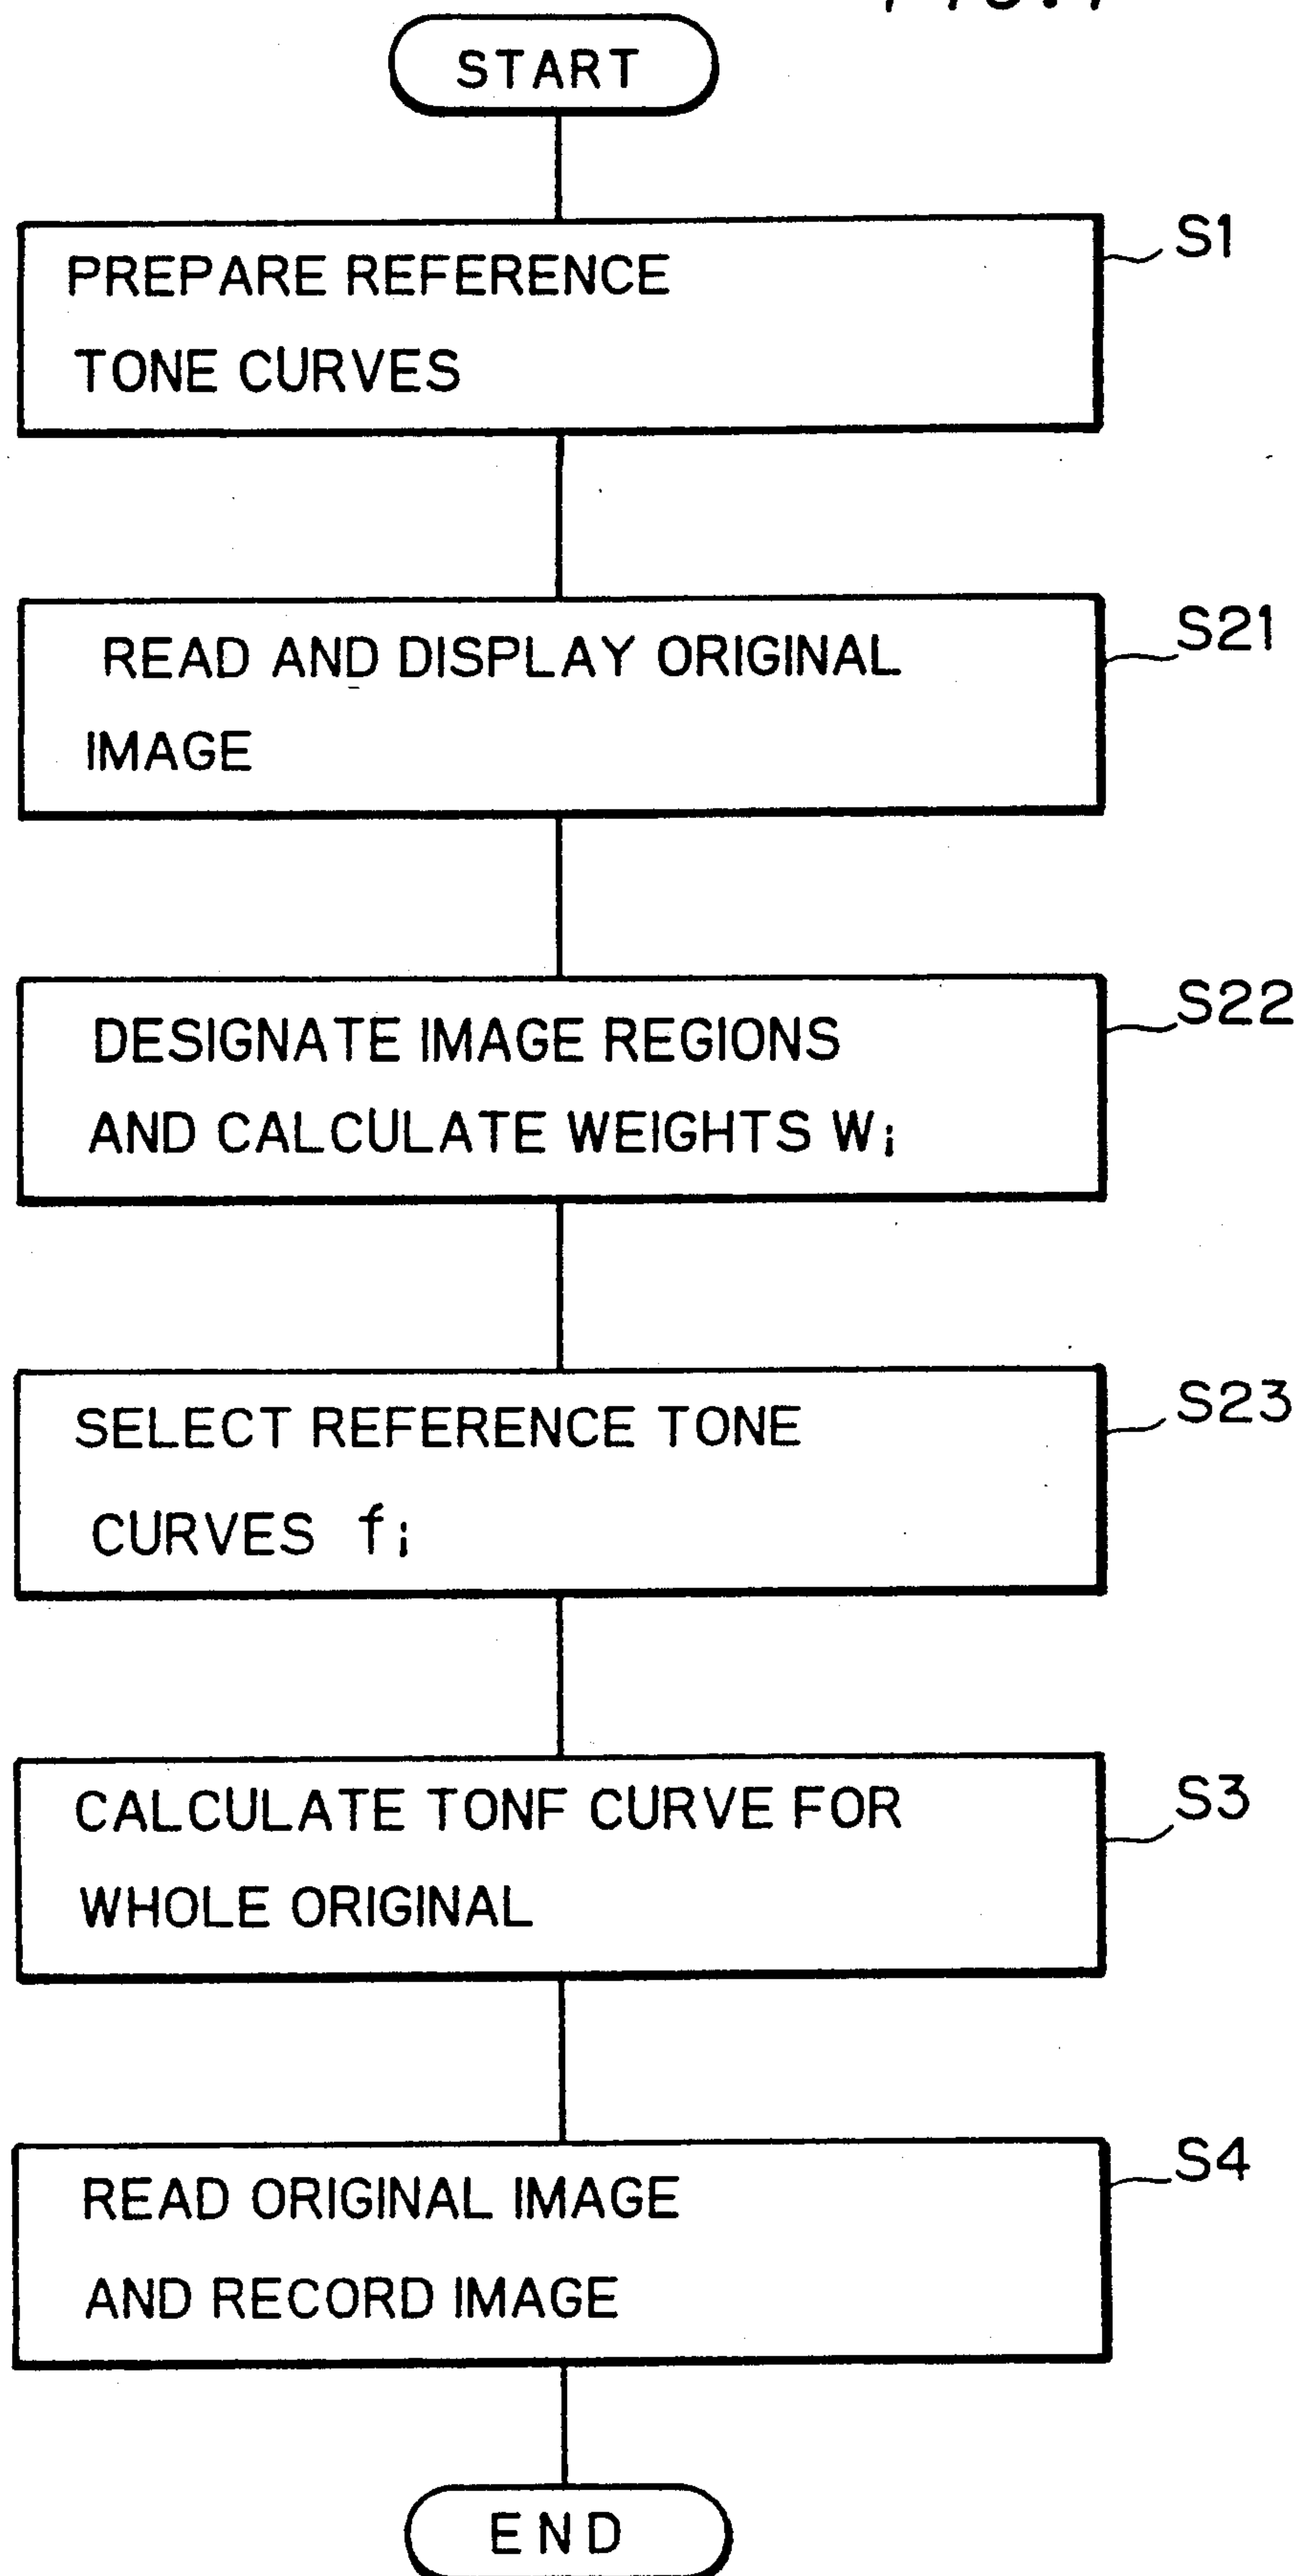 START
PREPARE REFERENCE
TONE CURVES
S1
READ AND DISPLAY ORIGINAL
IMAGE
S21
DESIGNATE IMAGE REGIONS
AND CALCULATE WEIGHTS Wi
S22
SELECT REFERENCE TONE
CURVES fi
S23
CALCULATE TONF CURVE FOR
WHOLE ORIGINAL
S3
READ ORIGINAL IMAGE
AND RECORD IMAGE
S4
END